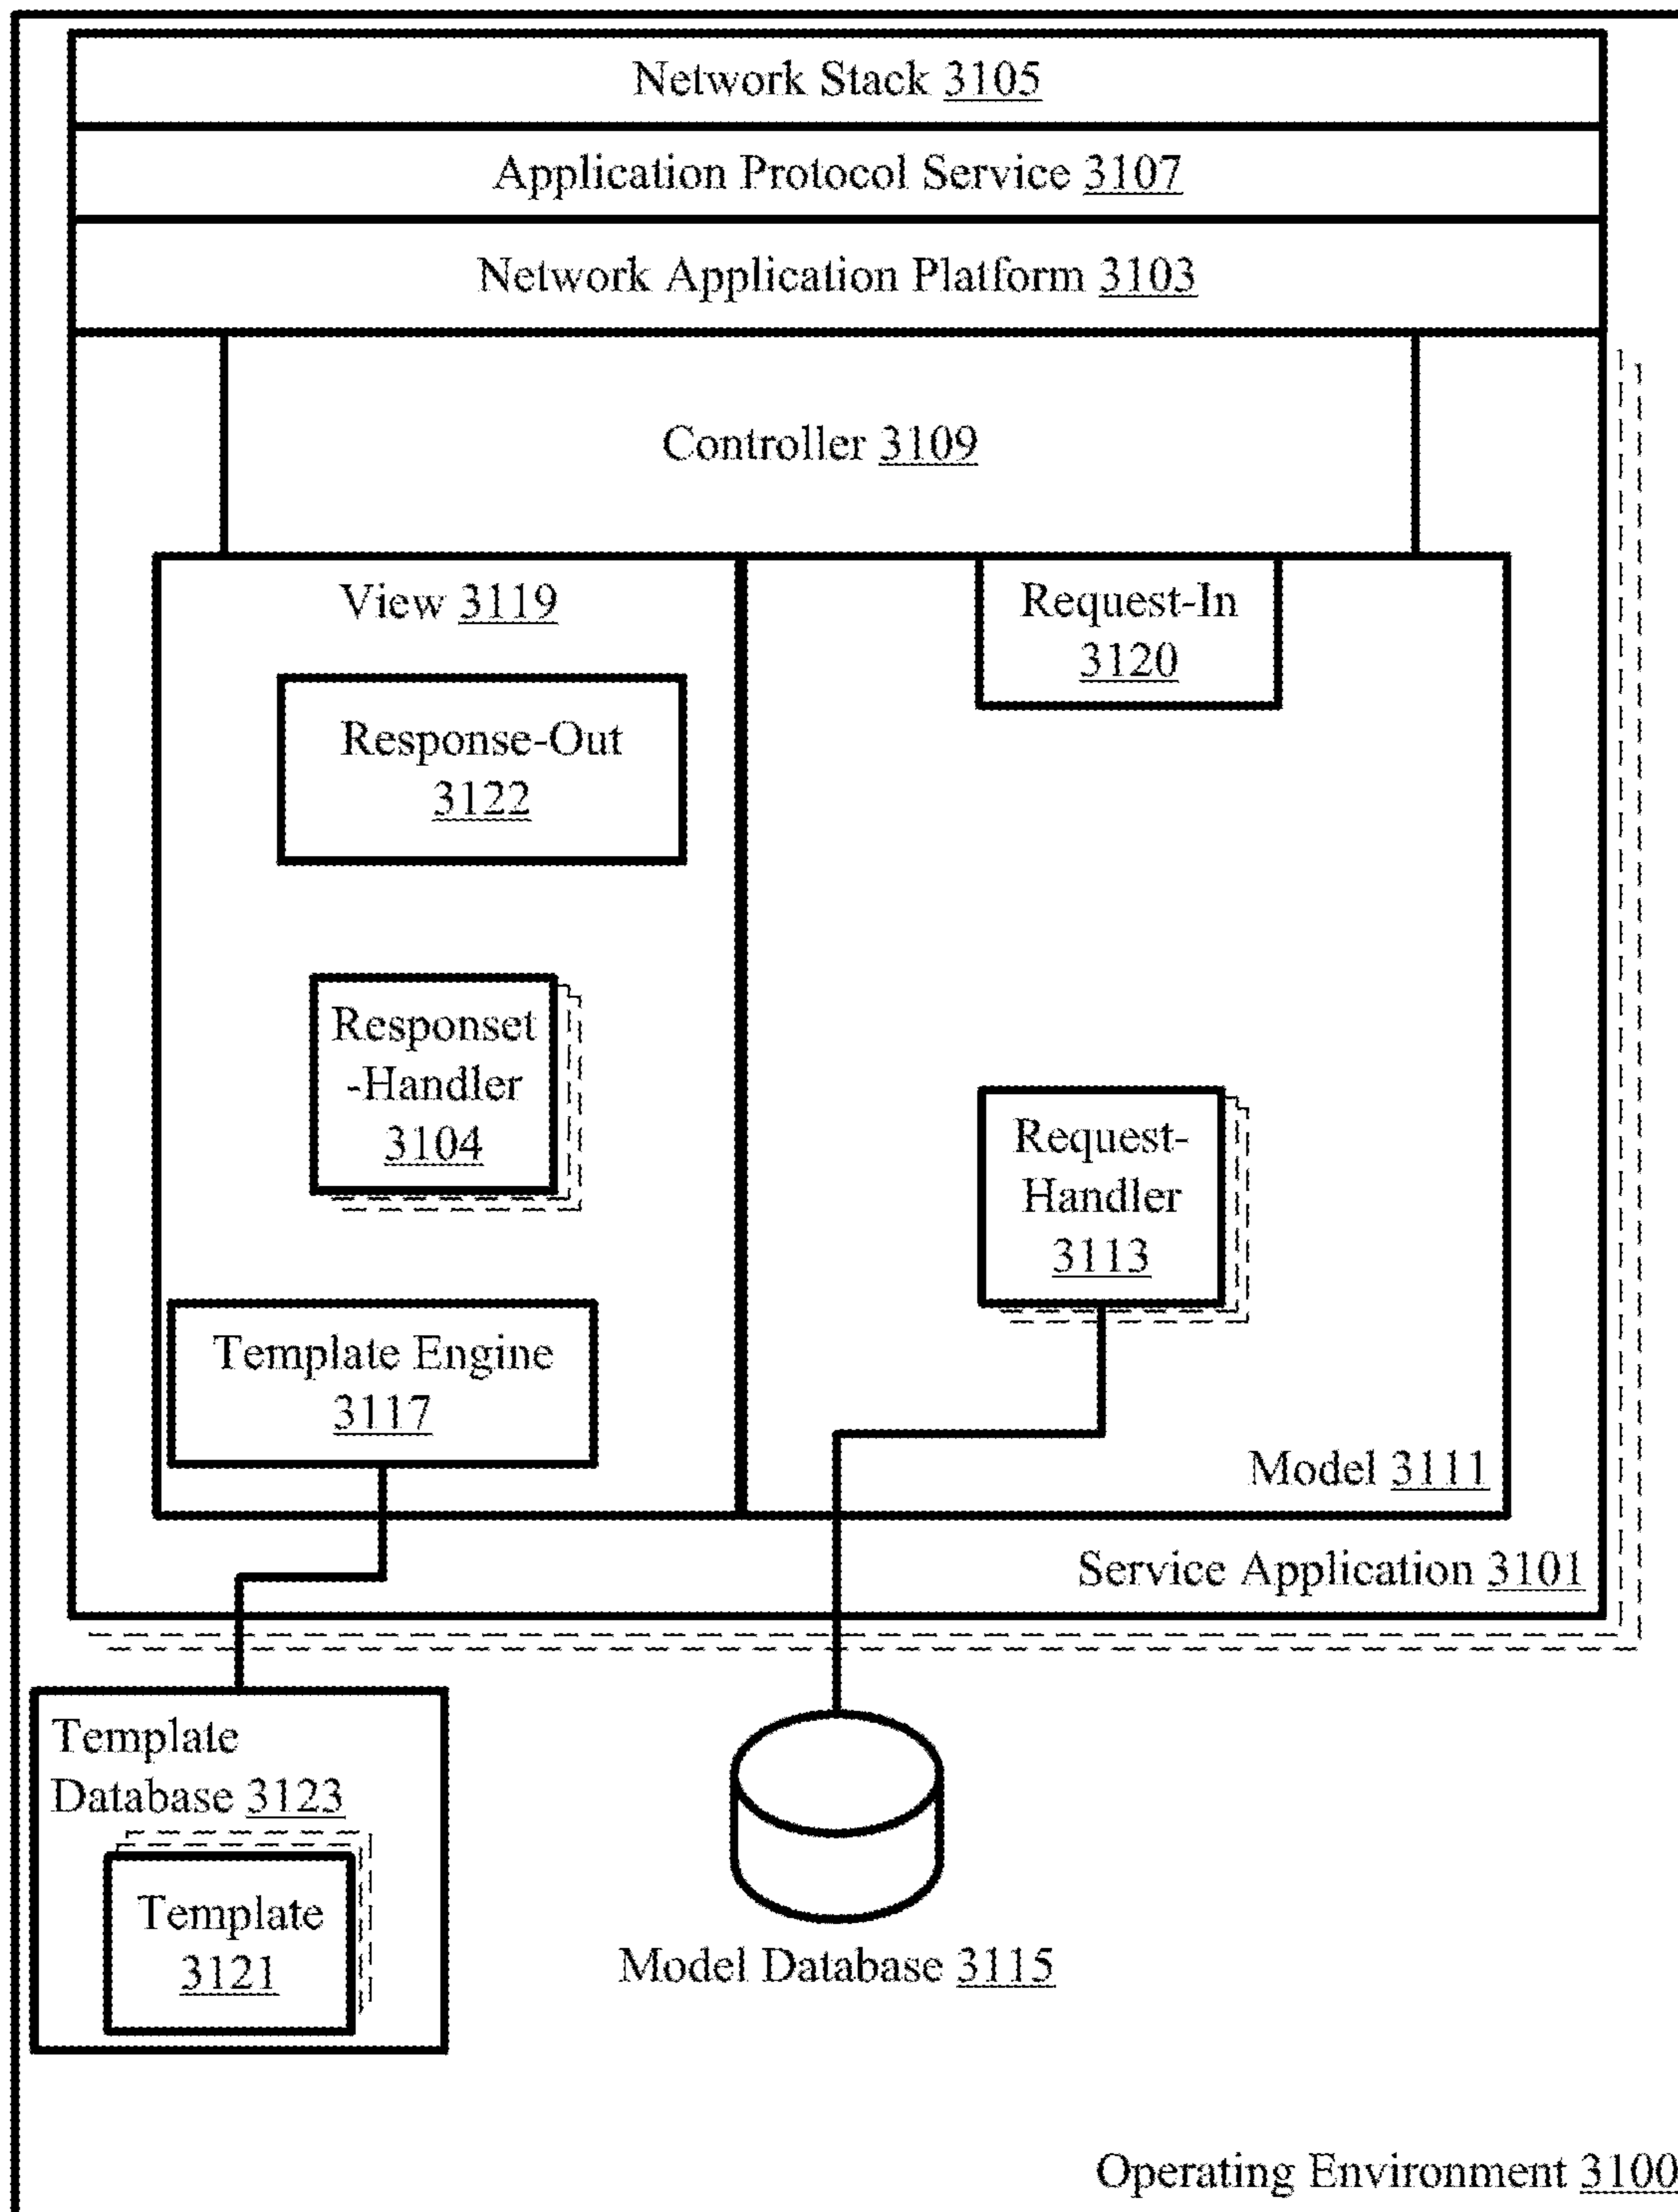 Network Stack 3105
Application Protocol Service 3107
Network Application Platform 3103
Controller 3109
View 3119
Response-Out
3122
Responset
-Handler
3104
Template Engine
3117
Request-In
3120
Request-
Handler
3113
Model 3111
Service Application 3101
Template
Database 3123
Template
3121
Model Database 3115
Operating Environment 3100